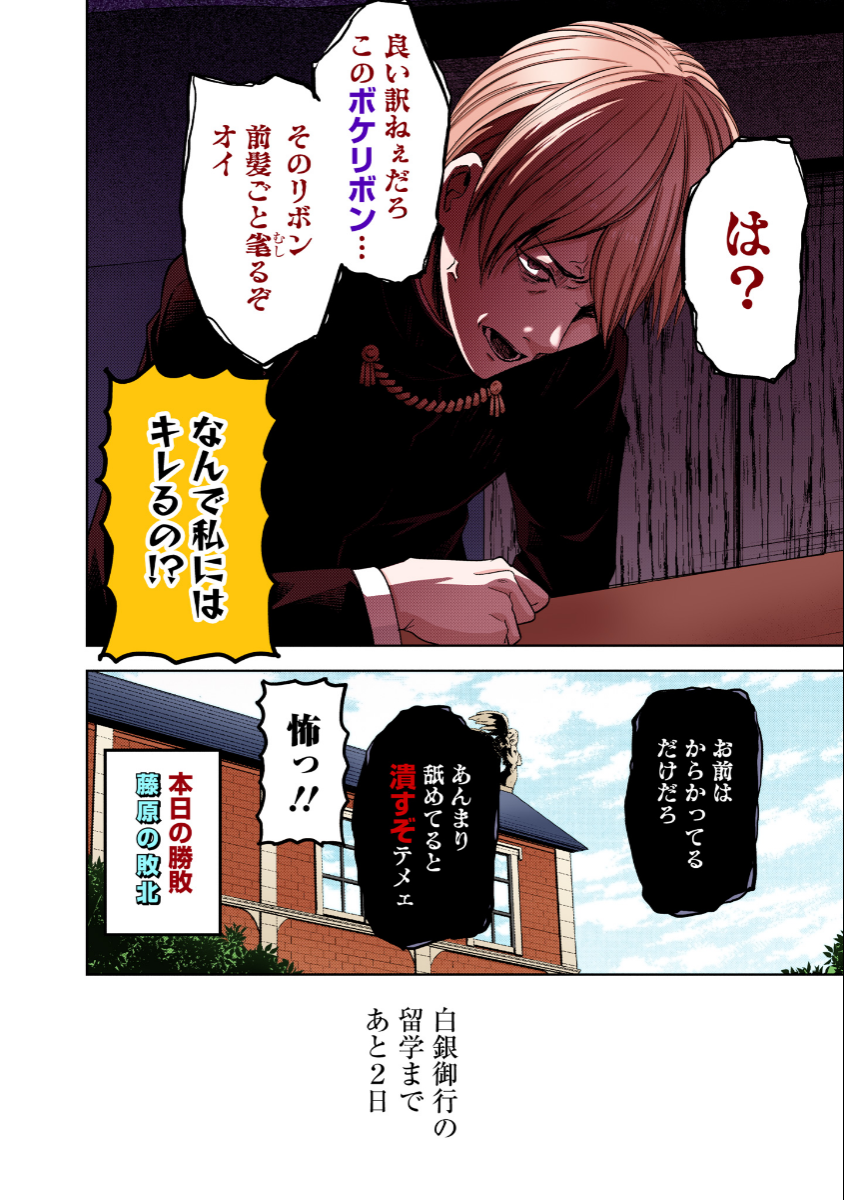 は？
良い訳ねぇだろ
このボケリボン…
そのリボン
前髪ごと毟るぞ
むし
オイ
なんで私には
キレるの!?
お前は
からかってる
だけだろ
あんまり
舐めてると
潰すぞテメェ
怖っ!!
本日の勝敗
藤原の敗北
白銀御行の
留学まで
あと2日